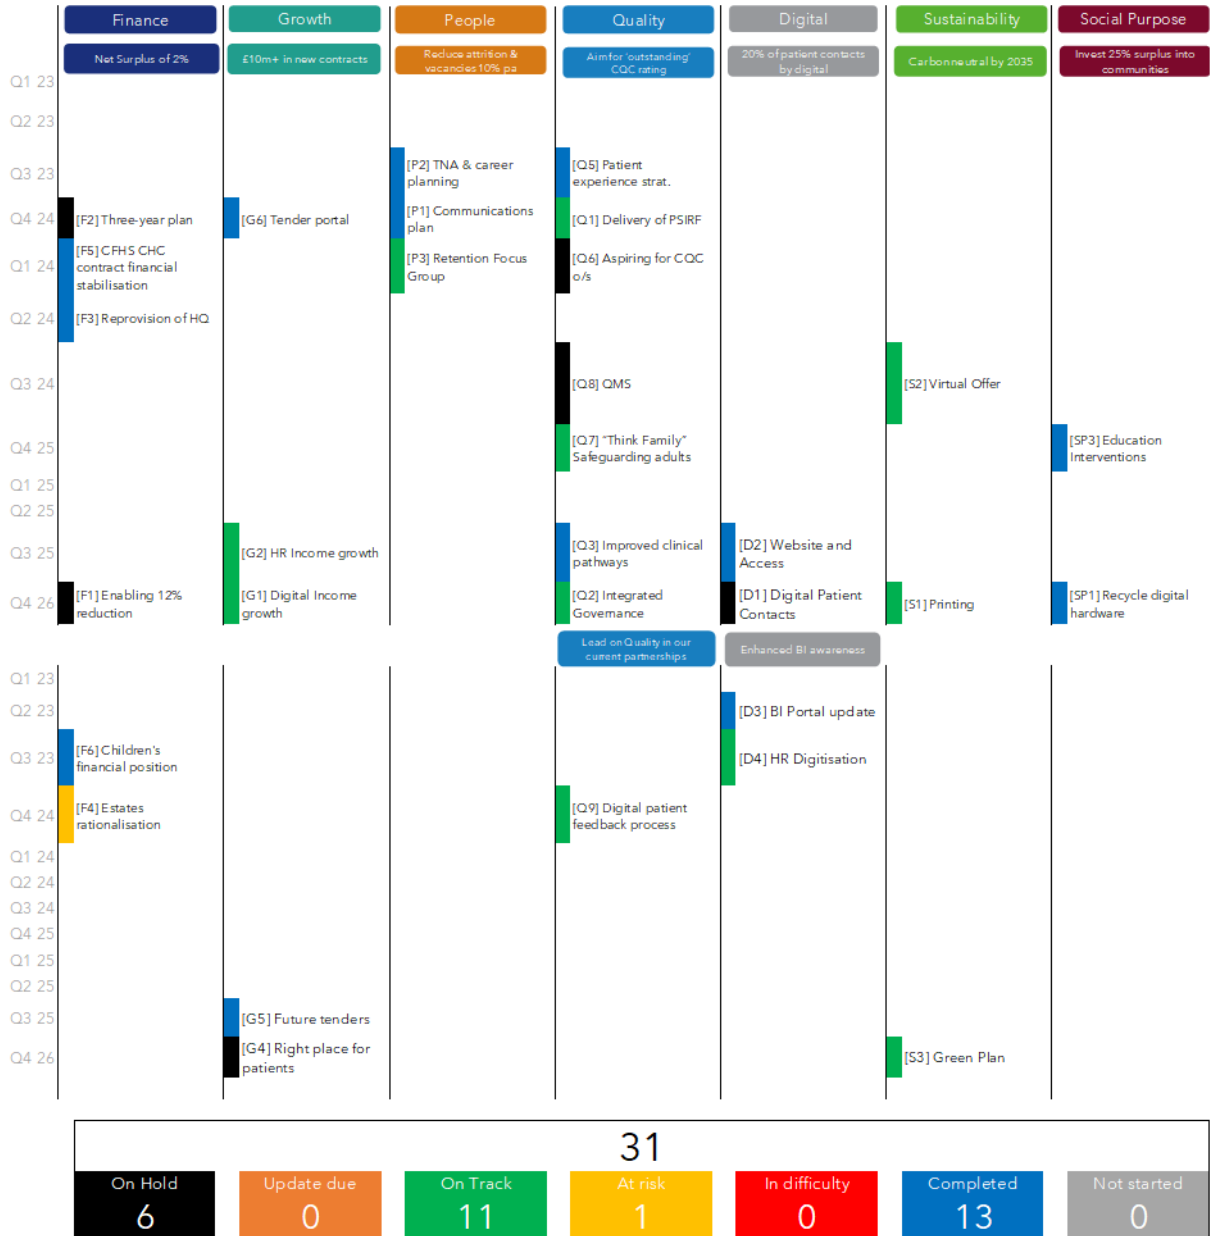 Finance
Growth
People
Quality
Digital
Sustainability
Social Purpose
Net Surplus of 2%
£10m+ in new contracts
Reduce attrition &
vacancies 10% pa
Aim for 'outstanding'
CQC rating
20% of patient contacts
by digital
Carbon neutral by 2035
Invest 25% surplus into
communities
Q1 23
Q2 23
Q3 23
[P2] TNA & career
planning
[Q5] Patient
experience strat.
Q4 24
[F2] Three-year plan
[G6] Tender portal
[P1] Communications
plan
[Q1] Delivery of PSIRF
Q1 24
[F5] CFHS CHC
contract financial
stabilisation
[P3] Retention Focus
Group
[Q6] Aspiring for CQC
o/s
Q2 24
[F3] Reprovision of HQ
Q3 24
[Q8] QMS
[S2] Virtual Offer
Q4 25
[Q7] "Think Family"
Safeguarding adults
[SP3] Education
Interventions
Q1 25
Q2 25
Q3 25
[G2] HR Income growth
[Q3] Improved clinical
pathways
[D2] Website and
Access
Q4 26
[F1] Enabling 12%
reduction
[G1] Digital Income
growth
[Q2] Integrated
Governance
[D1] Digital Patient
Contacts
[S1] Printing
[SP1] Recycle digital
hardware
Lead on Quality in our
current partnerships
Enhanced BI awareness
Q1 23
Q2 23
[D3] BI Portal update
Q3 23
[F6] Children's
financial position
[D4] HR Digitisation
Q4 24
[F4] Estates
rationalisation
[Q9] Digital patient
feedback process
Q1 24
Q2 24
Q3 24
Q4 25
Q1 25
Q2 25
Q3 25
[G5] Future tenders
Q4 26
[G4] Right place for
patients
[S3] Green Plan
31
On Hold
6
Update due
0
On Track
11
At risk
1
In difficulty
0
Completed
13
Not started
0